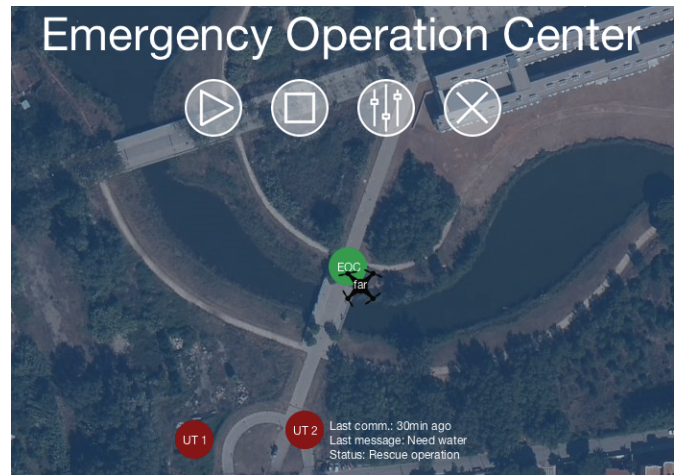 Emergency Operation Center
EOC
far
UT 1
UT 2
Last comm.: 30min ago
Last message: Need water
Status: Rescue operation